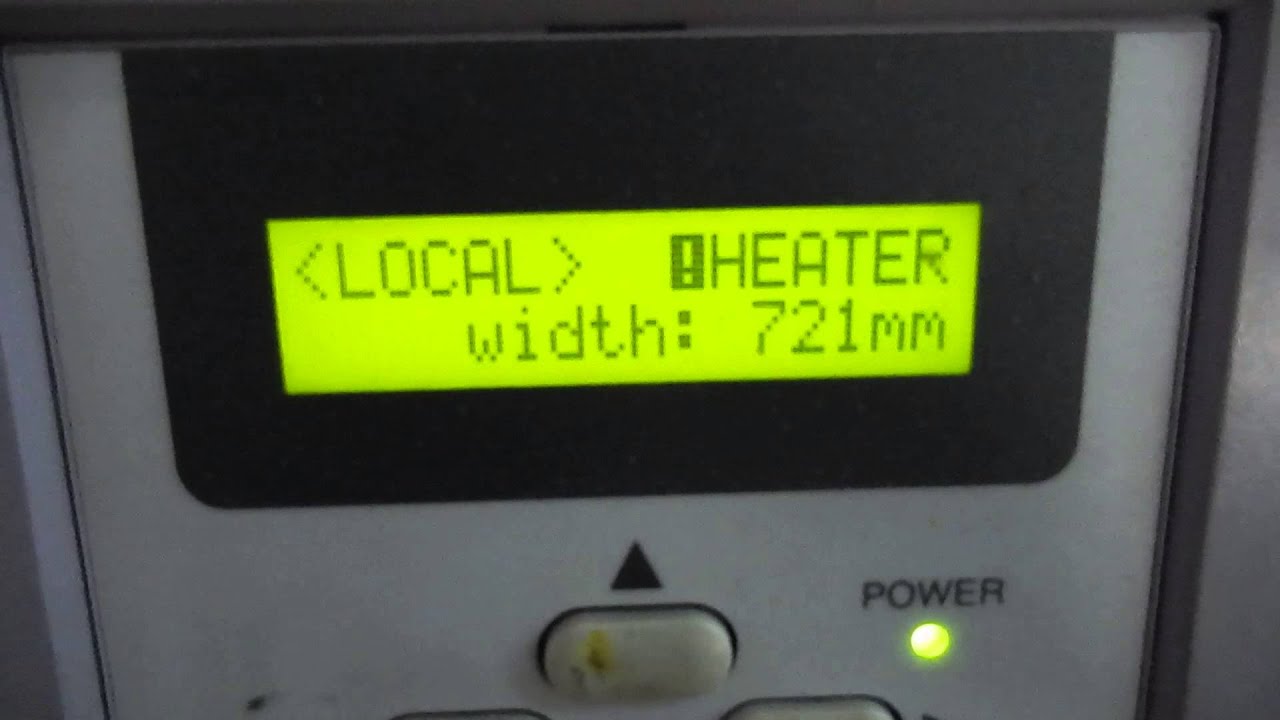 <LOCAL> !HEATER
width: 721mm
POWER